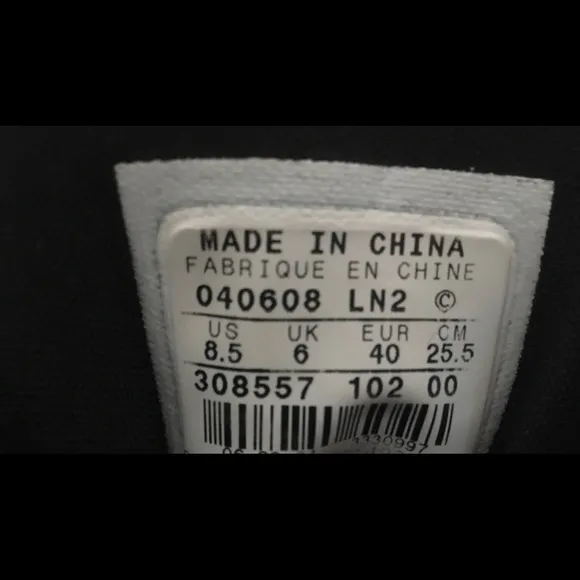 MADE IN CHINA
FABRIQUE EN CHINE
040608 LN2 ©
US UK EUR CM
8.5 6 40 25.5
308557 102 00